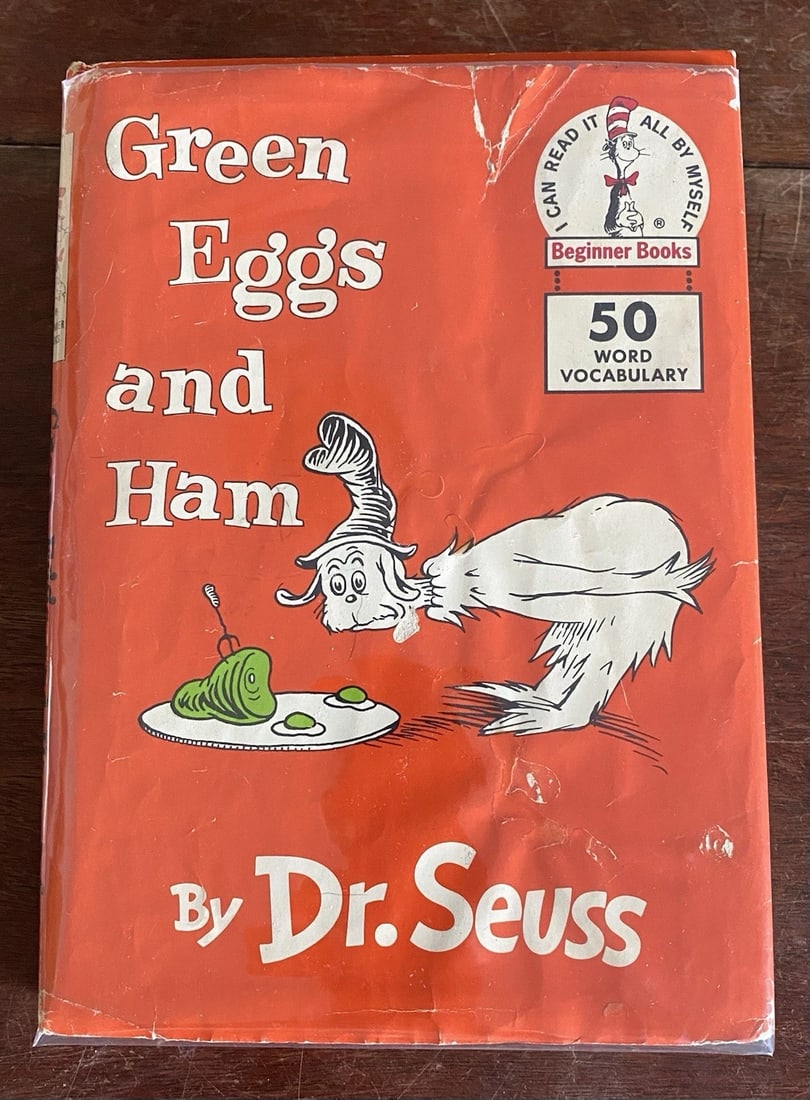 Green
Eggs
and
Ham
I CAN READ IT ALL BY MYSELF
®
Beginner Books
50
WORD
VOCABULARY
By Dr. Seuss